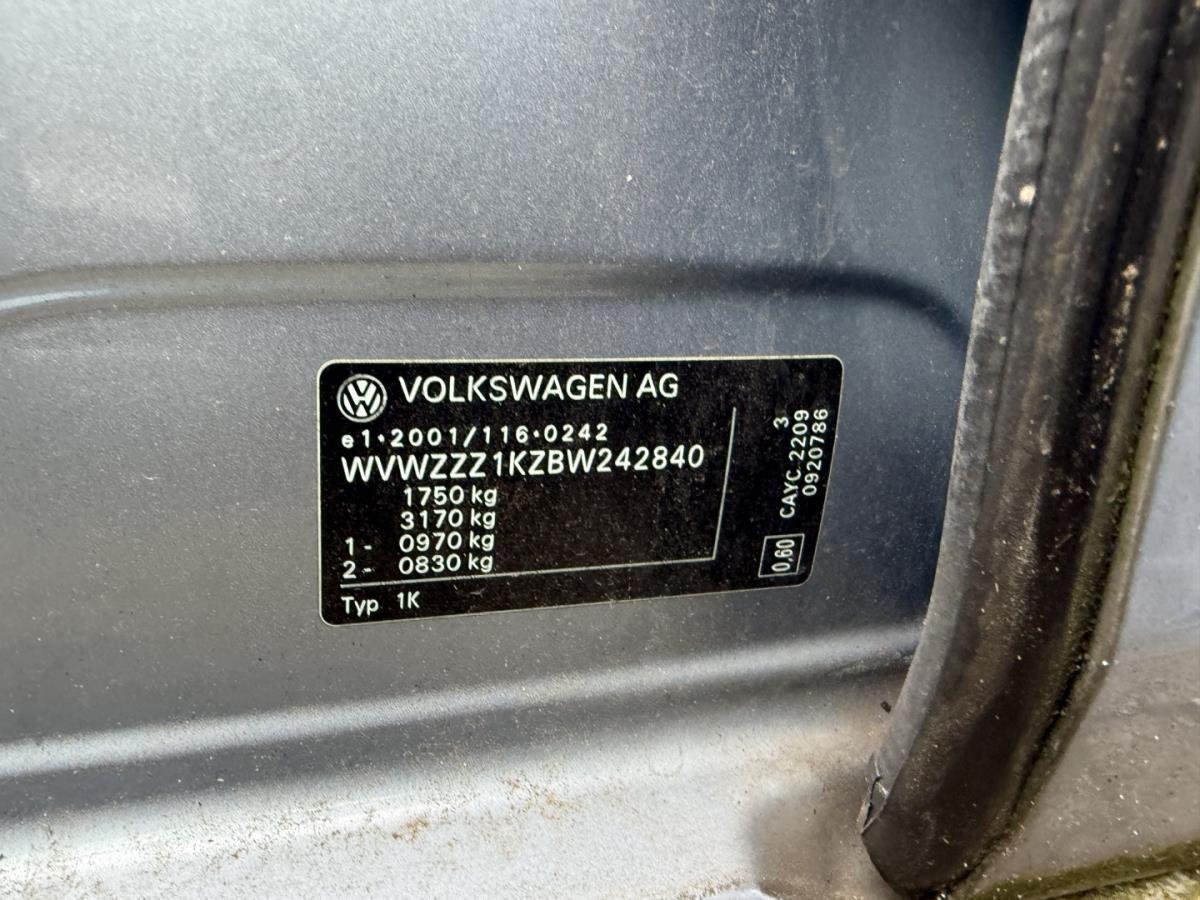 VOLKSWAGEN AG
e1*2001/116*0242
WVWZZZ1KZBW242840
1750 kg
3170 kg
1- 0970 kg
2- 0830 kg
Typ 1K
3
CAYC 2209
0920786
0,60